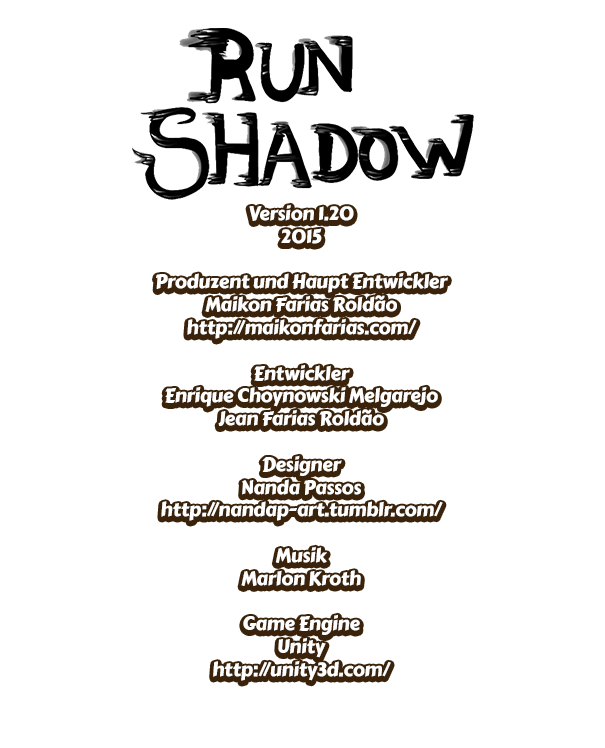 RUN
SHADOW
Version 1.20
2015
Produzent und Haupt Entwickler
Maikon Farias Roldão
http://maikonfarias.com/
Entwickler
Enrique Choynowski Melgarejo
Jean Farias Roldão
Designer
Nanda Passos
http://nandap-art.tumblr.com/
Musik
Marlon Kroth
Game Engine
Unity
http://unity3d.com/